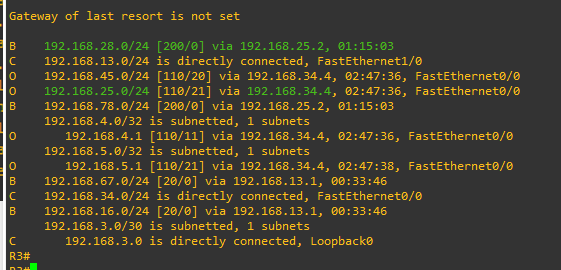 Gateway of last resort is not set
B 192.168.28.0/24 [200/0] via 192.168.25.2, 01:15:03
C 192.168.13.0/24 is directly connected, FastEthernet1/0
O 192.168.45.0/24 [110/20] via 192.168.34.4, 02:47:36, FastEthernet0/0
O 192.168.25.0/24 [110/21] via 192.168.34.4, 02:47:36, FastEthernet0/0
B 192.168.78.0/24 [200/0] via 192.168.25.2, 01:15:03
192.168.4.0/32 is subnetted, 1 subnets
O 192.168.4.1 [110/11] via 192.168.34.4, 02:47:36, FastEthernet0/0
192.168.5.0/32 is subnetted, 1 subnets
O 192.168.5.1 [110/21] via 192.168.34.4, 02:47:38, FastEthernet0/0
B 192.168.67.0/24 [20/0] via 192.168.13.1, 00:33:46
C 192.168.34.0/24 is directly connected, FastEthernet0/0
B 192.168.16.0/24 [20/0] via 192.168.13.1, 00:33:46
192.168.3.0/30 is subnetted, 1 subnets
C 192.168.3.0 is directly connected, Loopback0
R3#
R3#